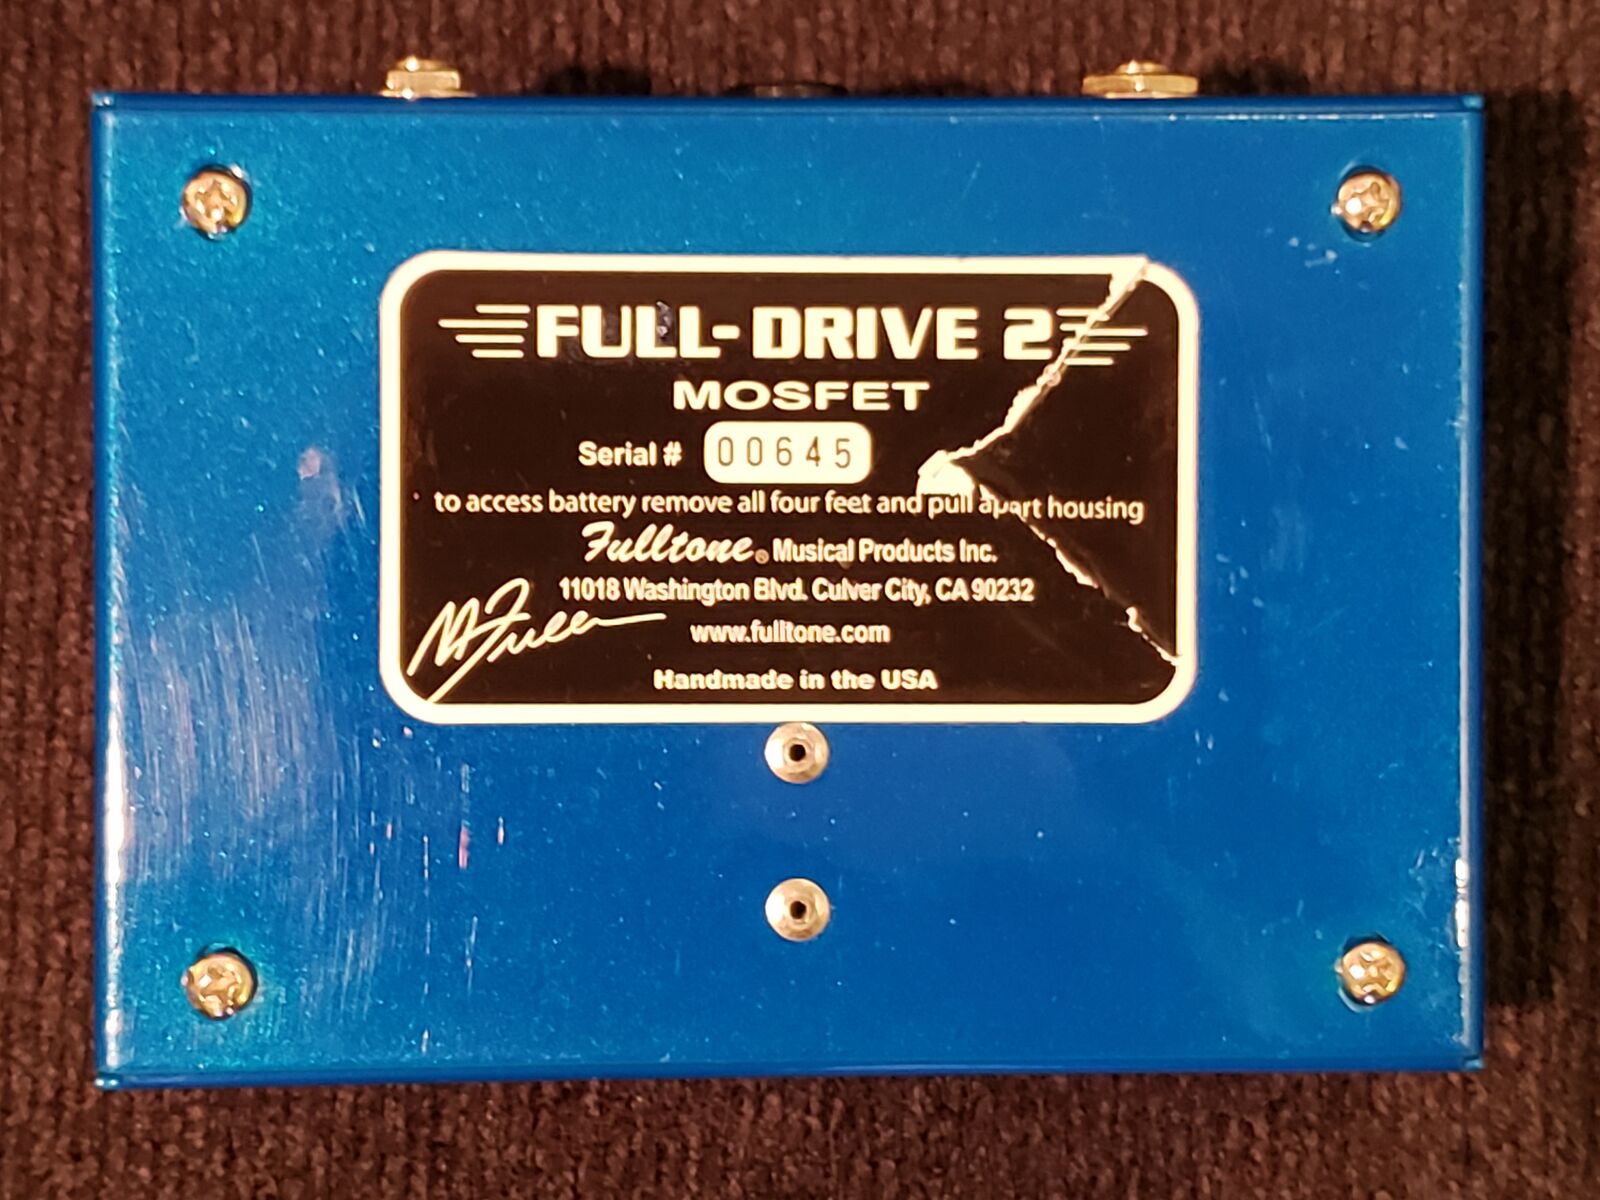 FULL-DRIVE 2
MOSFET
Serial # 00645
to access battery remove all four feet and pull apart housing
Fulltone® Musical Products Inc.
11018 Washington Blvd. Culver City, CA 90232
M Fuller
www.fulltone.com
Handmade in the USA